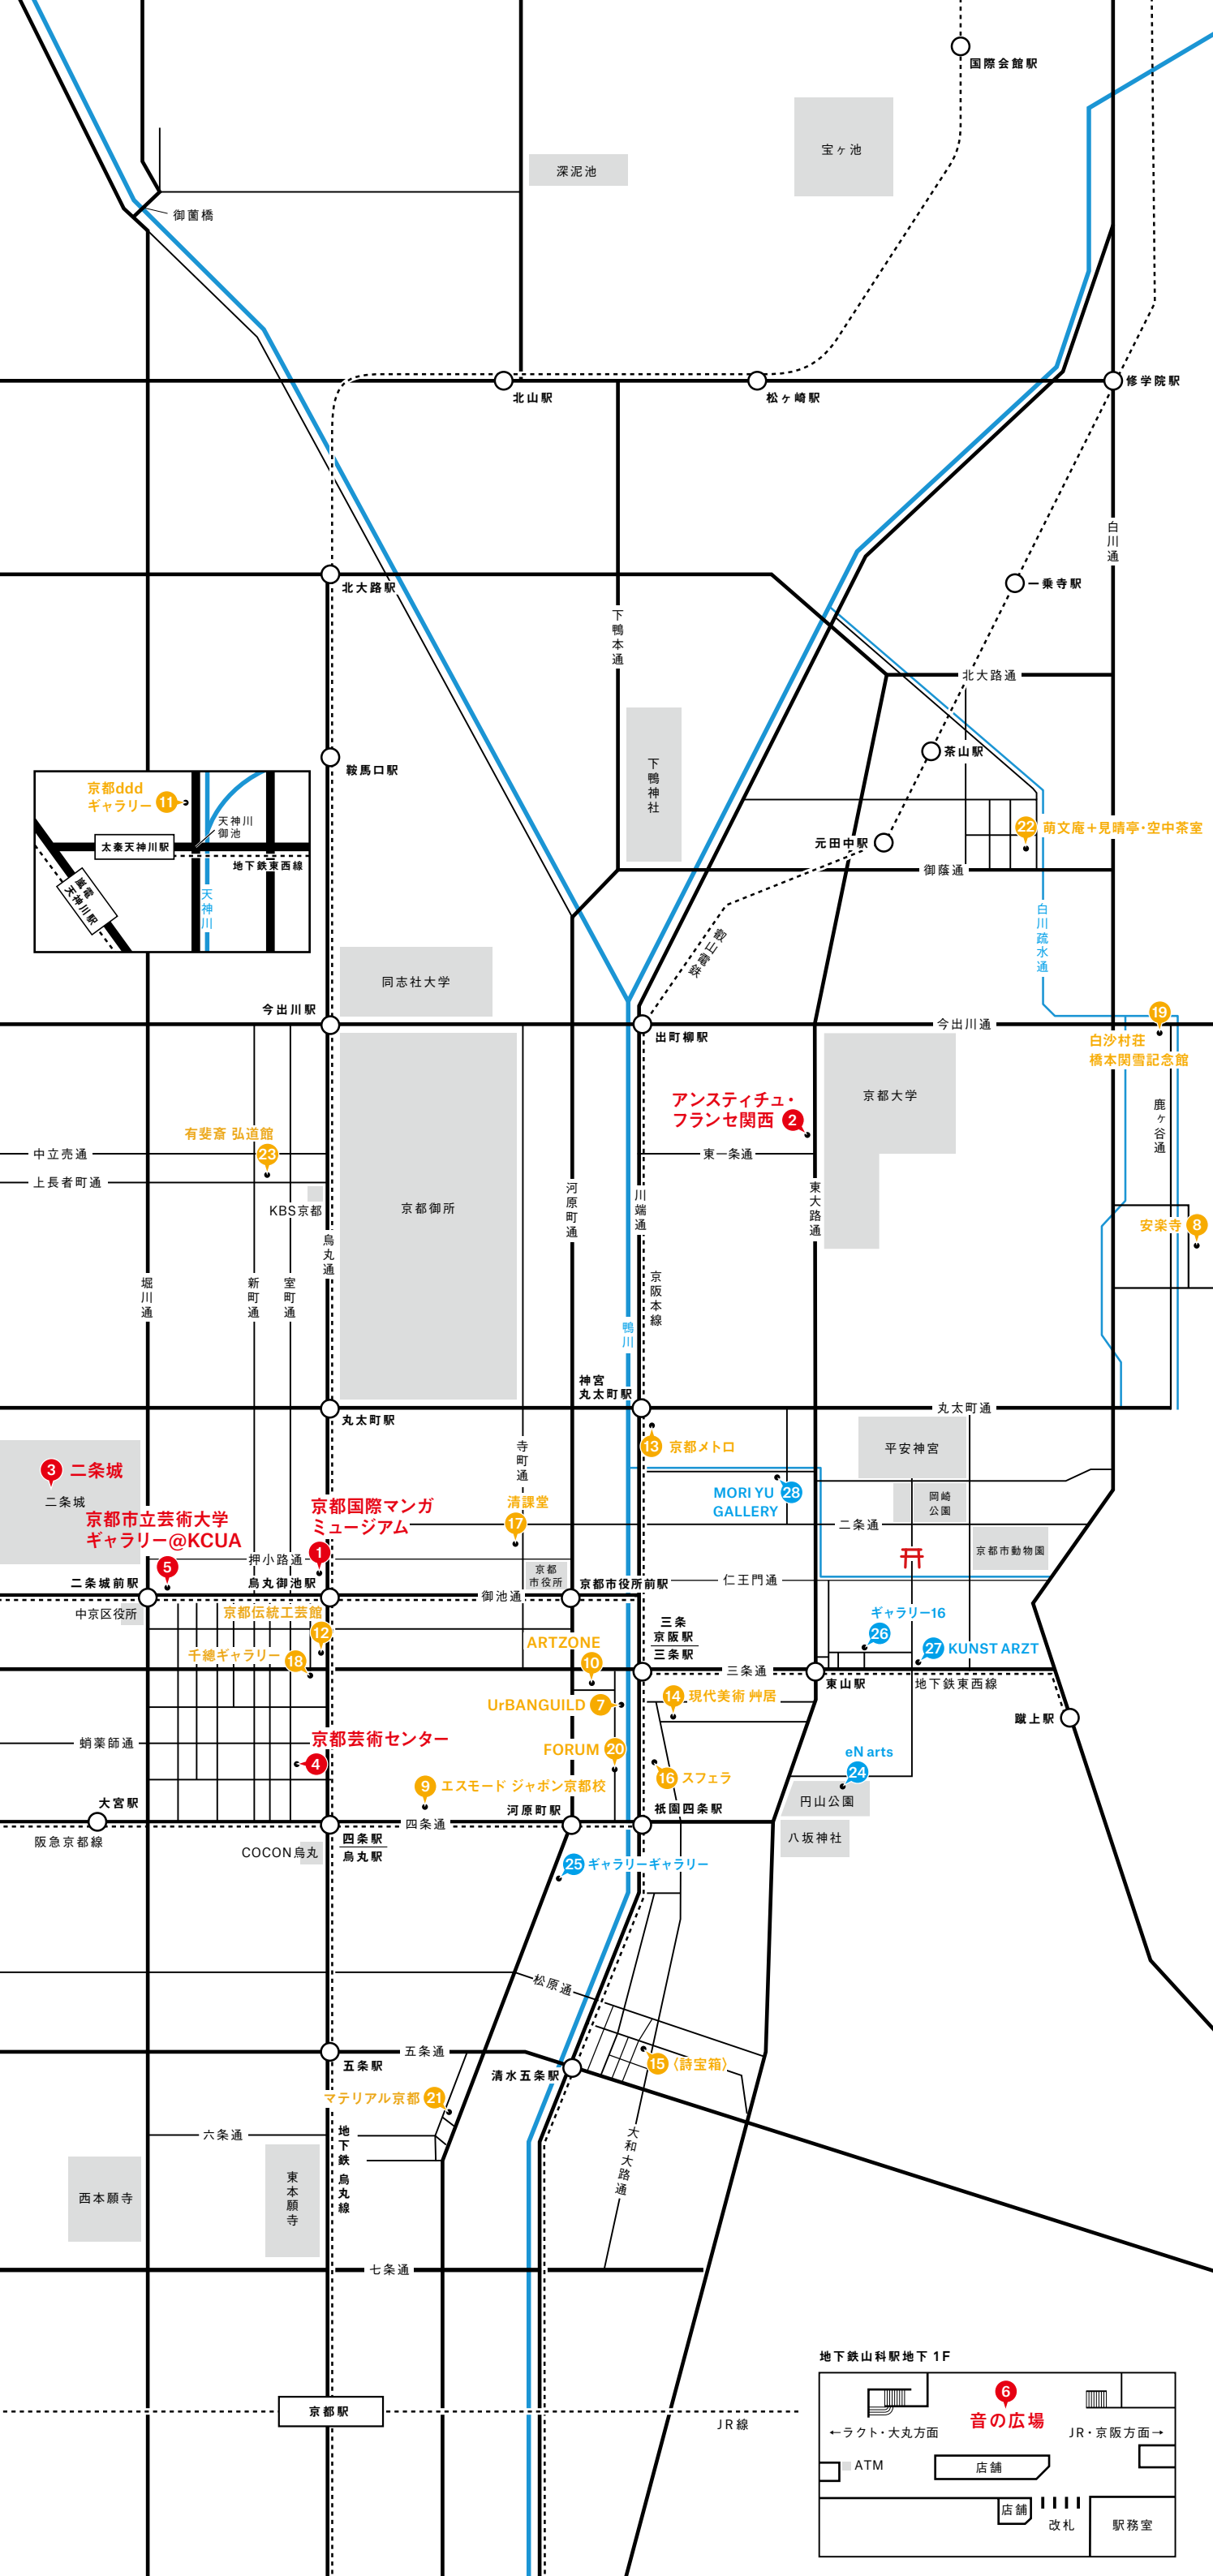 国際会館駅
宝ヶ池
深泥池
御薗橋
北山駅
松ヶ崎駅
修学院駅
白川通
北大路駅
一乗寺駅
下鴨本通
北大路通
下鴨神社
茶山駅
鞍馬口駅
京都ddd
ギャラリー
11
天神川
御池
太秦天神川駅
地下鉄東西線
嵐電
天神川駅
天神川
22
萌文庵+見晴亭・空中茶室
元田中駅
御蔭通
叡山電鉄
白川疏水通
同志社大学
今出川駅
出町柳駅
今出川通
19
白沙村荘
橋本関雪記念館
アンスティチュ・
フランセ関西
2
京都大学
鹿ヶ谷通
有斐斎 弘道館
23
中立売通
東一条通
上長者町通
KBS京都
京都御所
河原町通
川端通
東大路通
安楽寺
8
烏丸通
堀川通
新町通
室町通
京阪本線
鴨川
神宮
丸太町駅
丸太町駅
丸太町通
寺町通
13
京都メトロ
平安神宮
3
二条城
二条城
MORI YU
GALLERY
28
岡崎
公園
京都市立芸術大学
ギャラリー@KCUA
5
京都国際マンガ
ミュージアム
1
清課堂
17
二条通
京都市動物園
押小路通
京都
市役所
二条城前駅
烏丸御池駅
御池通
京都市役所前駅
仁王門通
中京区役所
京都伝統工芸館
12
千總ギャラリー
18
ARTZONE
10
三条
京阪駅
三条駅
ギャラリー16
26
27
KUNST ARZT
三条通
東山駅
地下鉄東西線
UrBANGUILD
7
14
現代美術 艸居
蹴上駅
蛸薬師通
京都芸術センター
4
FORUM
20
eN arts
24
16
スフェラ
9
エスモード ジャポン京都校
円山公園
大宮駅
河原町駅
祇園四条駅
阪急京都線
四条通
八坂神社
COCON烏丸
四条駅
烏丸駅
25
ギャラリーギャラリー
松原通
五条駅
五条通
清水五条駅
15
〈詩宝箱〉
マテリアル京都
21
六条通
地下鉄 烏丸線
大和大路通
西本願寺
東本願寺
七条通
京都駅
JR線
地下鉄山科駅地下 1F
6
音の広場
←ラクト・大丸方面
JR・京阪方面→
ATM
店舗
店舗
改札
駅務室